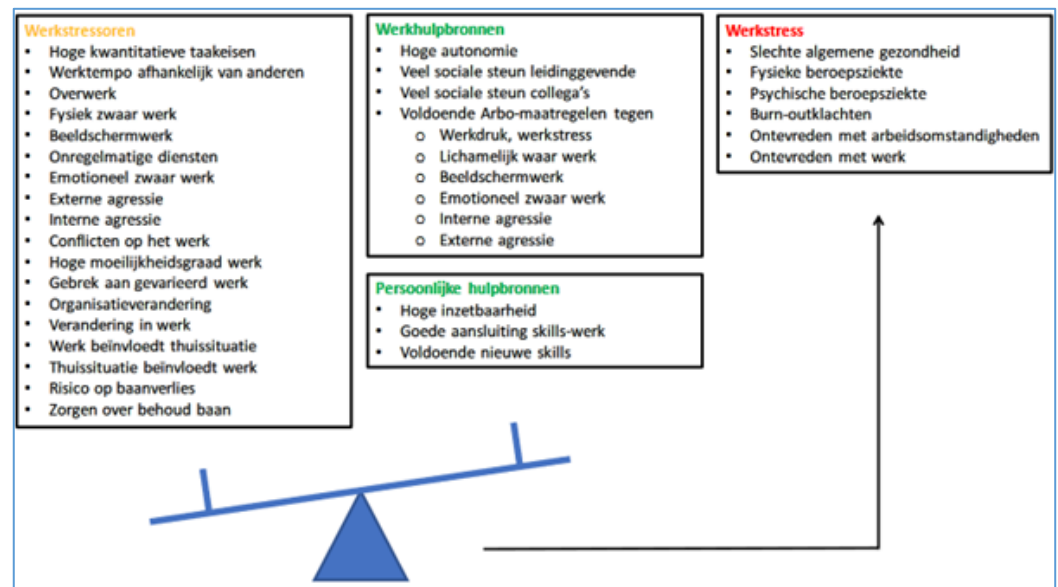 Werkstressoren
• Hoge kwantitatieve taakeisen
• Werktempo afhankelijk van anderen
• Overwerk
• Fysiek zwaar werk
• Beeldschermwerk
• Onregelmatige diensten
• Emotioneel zwaar werk
• Externe agressie
• Interne agressie
• Conflicten op het werk
• Hoge moeilijkheidsgraad werk
• Gebrek aan gevarieerd werk
• Organisatieverandering
• Verandering in werk
• Werk beïnvloedt thuissituatie
• Thuissituatie beïnvloedt werk
• Risico op baanverlies
• Zorgen over behoud baan
Werkhulpbronnen
• Hoge autonomie
• Veel sociale steun leidinggevende
• Veel sociale steun collega's
• Voldoende Arbo-maatregelen tegen
o Werkdruk, werkstress
o Lichamelijk waar werk
o Beeldschermwerk
o Emotioneel zwaar werk
o Interne agressie
o Externe agressie
Persoonlijke hulpbronnen
• Hoge inzetbaarheid
• Goede aansluiting skills-werk
• Voldoende nieuwe skills
Werkstress
• Slechte algemene gezondheid
• Fysieke beroepsziekte
• Psychische beroepsziekte
• Burn-outklachten
• Ontevreden met arbeidsomstandigheden
• Ontevreden met werk